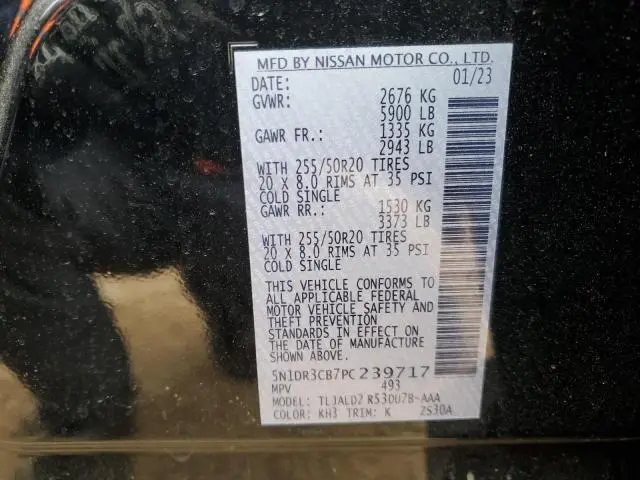 MFD BY NISSAN MOTOR CO., LTD.
DATE: 01/23
GVWR: 2676 KG
5900 LB
GAWR FR.: 1335 KG
2943 LB
WITH 255/50R20 TIRES
20 X 8.0 RIMS AT 35 PSI
COLD SINGLE
GAWR RR.: 1530 KG
3373 LB
WITH 255/50R20 TIRES
20 X 8.0 RIMS AT 35 PSI
COLD SINGLE
THIS VEHICLE CONFORMS TO
ALL APPLICABLE FEDERAL
MOTOR VEHICLE SAFETY AND
THEFT PREVENTION
STANDARDS IN EFFECT ON
THE DATE OF MANUFACTURE
SHOWN ABOVE.
5N1DR3CB7PC239717
MPV 493
MODEL: TLJALD2 R53DU78-AAA
COLOR: KH3 TRIM: K 2S30A